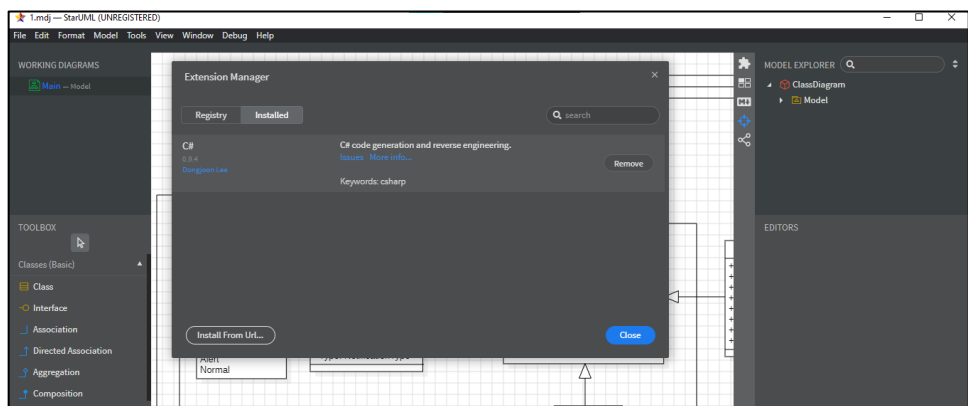 1.mdj — StarUML (UNREGISTERED)
File Edit Format Model Tools View Window Debug Help
WORKING DIAGRAMS
Main — Model
Extension Manager
Registry Installed
search
C#
0.9.4
Dongjoon Lee
C# code generation and reverse engineering.
Issues More info...
Keywords: csharp
Remove
Install From Url...
Close
TOOLBOX
Classes (Basic)
Class
Interface
Association
Directed Association
Aggregation
Composition
Alert
Normal
MODEL EXPLORER
ClassDiagram
Model
EDITORS